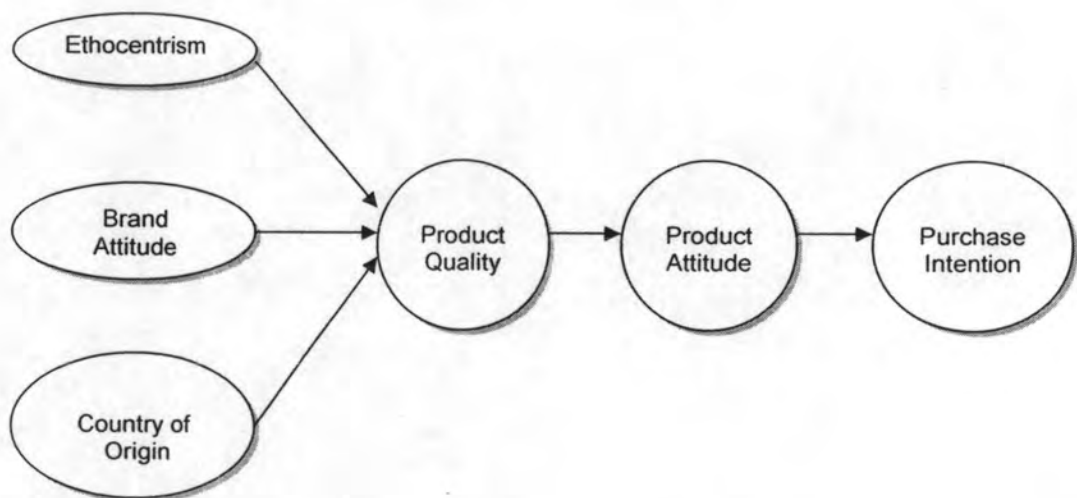 Ethocentrism
Brand
Attitude
Country of
Origin
Product
Quality
Product
Attitude
Purchase
Intention